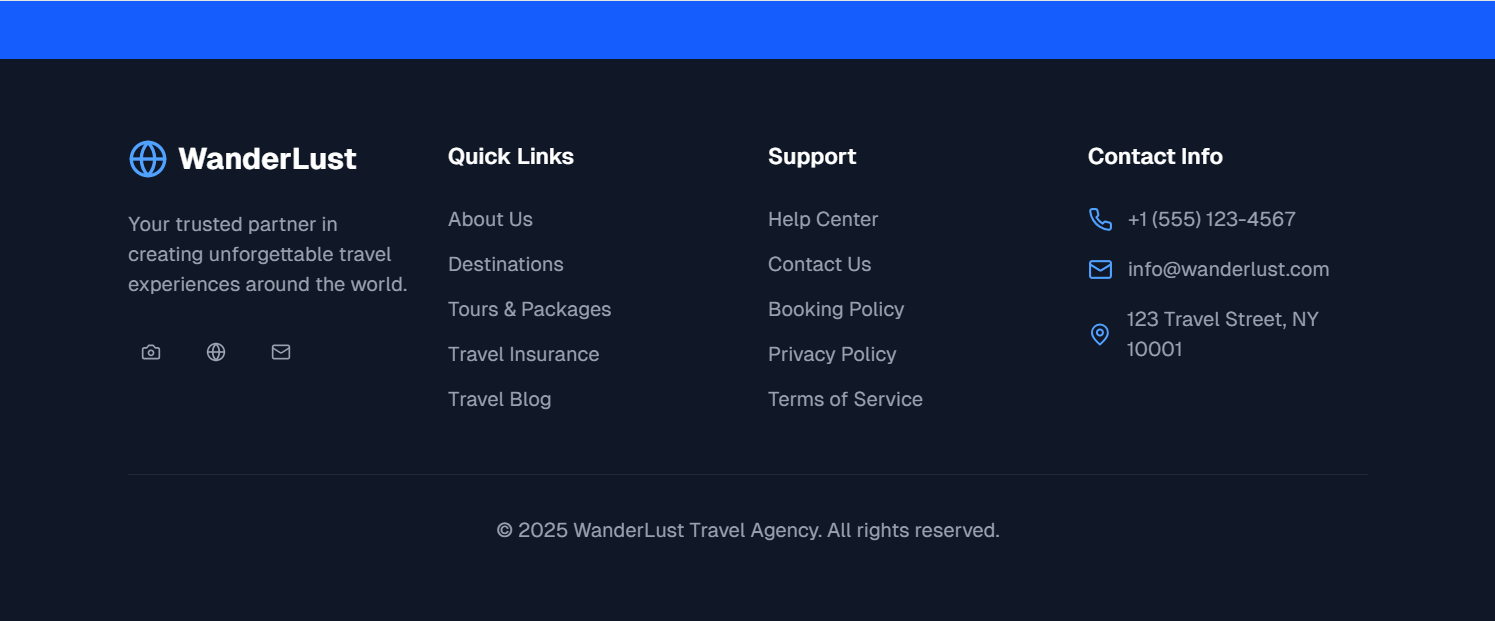 WanderLust
Your trusted partner in
creating unforgettable travel
experiences around the world.
Quick Links
About Us
Destinations
Tours & Packages
Travel Insurance
Travel Blog
Support
Help Center
Contact Us
Booking Policy
Privacy Policy
Terms of Service
Contact Info
+1 (555) 123-4567
info@wanderlust.com
123 Travel Street, NY
10001
© 2025 WanderLust Travel Agency. All rights reserved.